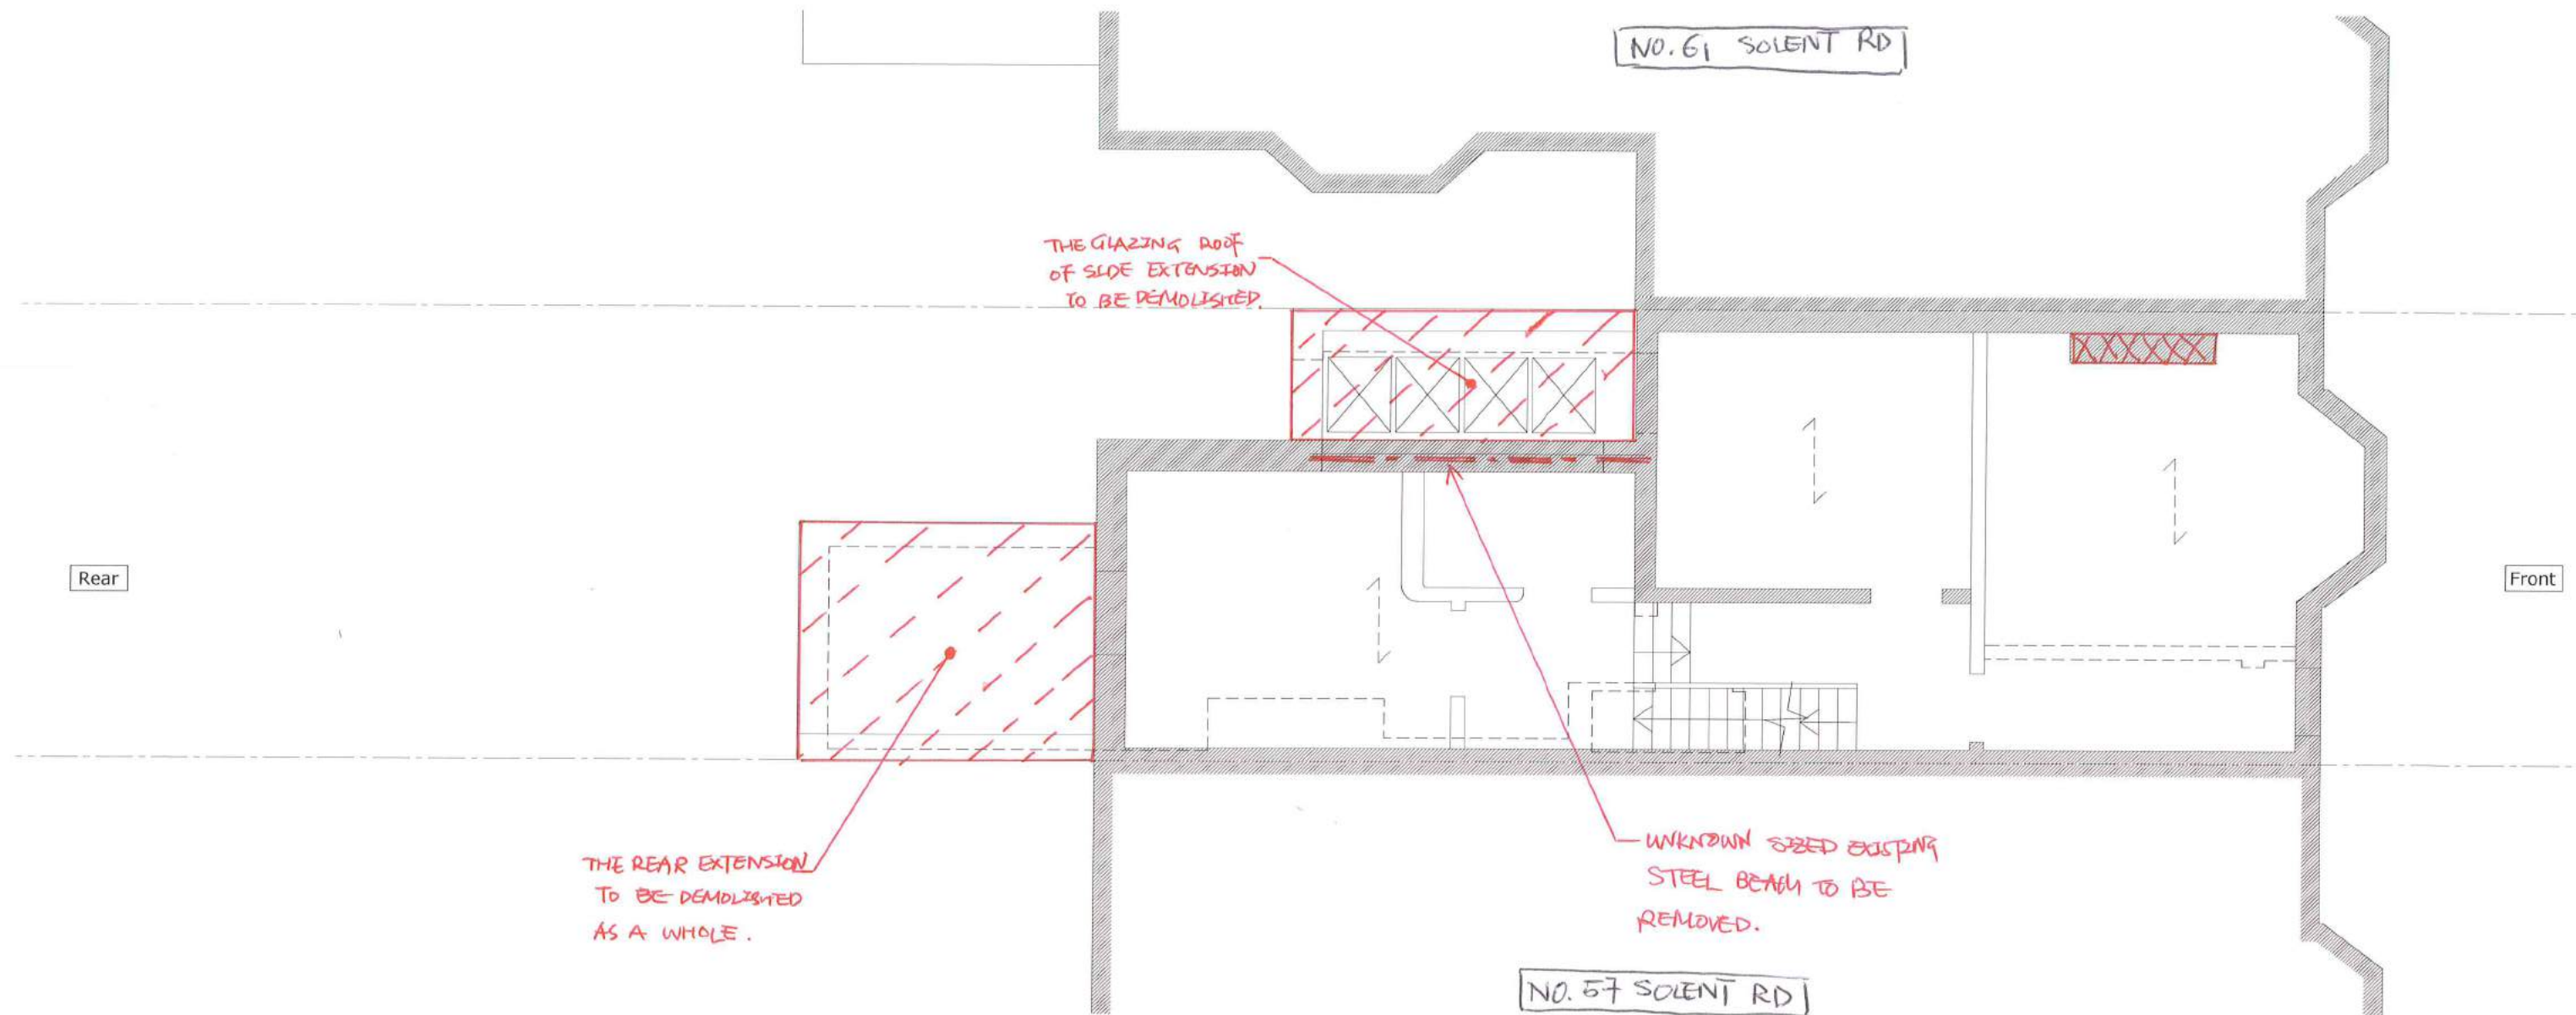 NO. 61 SOLENT RD
THE GLAZING ROOF
OF SIDE EXTENSION
TO BE DEMOLISHED.
Rear
Front
THE REAR EXTENSION
TO BE DEMOLISHED
AS A WHOLE.
UNKNOWN SIZED EXISTING
STEEL BEAM TO BE
REMOVED.
NO. 57 SOLENT RD